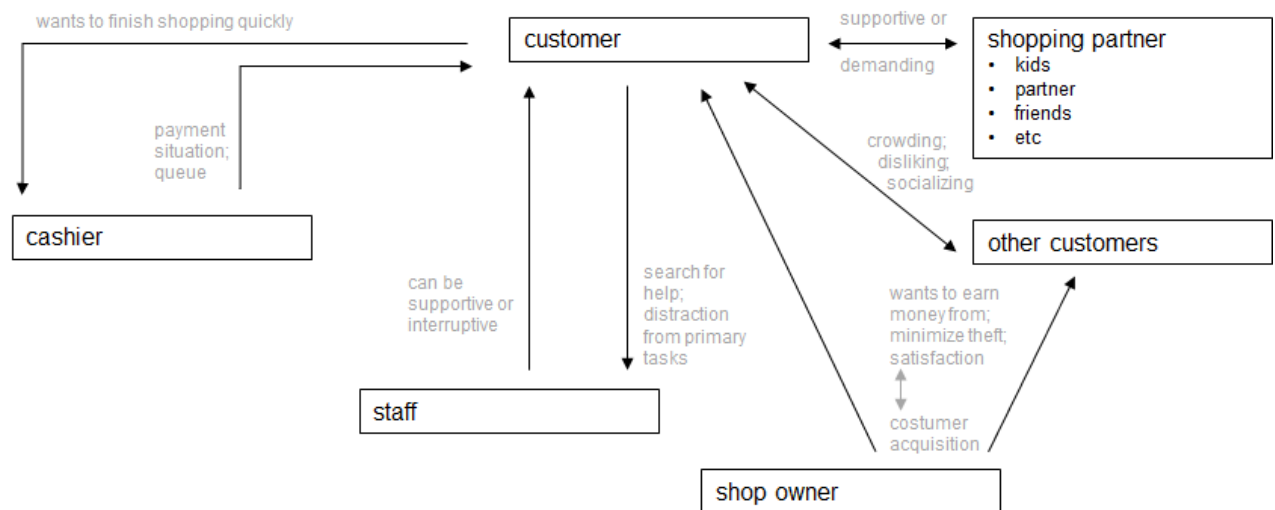 wants to finish shopping quickly
customer
supportive or
demanding
shopping partner
• kids
• partner
• friends
• etc
payment
situation;
queue
crowding;
disliking;
socializing
cashier
other customers
can be
supportive or
interruptive
search for
help;
distraction
from primary
tasks
wants to earn
money from;
minimize theft;
satisfaction
costumer
acquisition
staff
shop owner